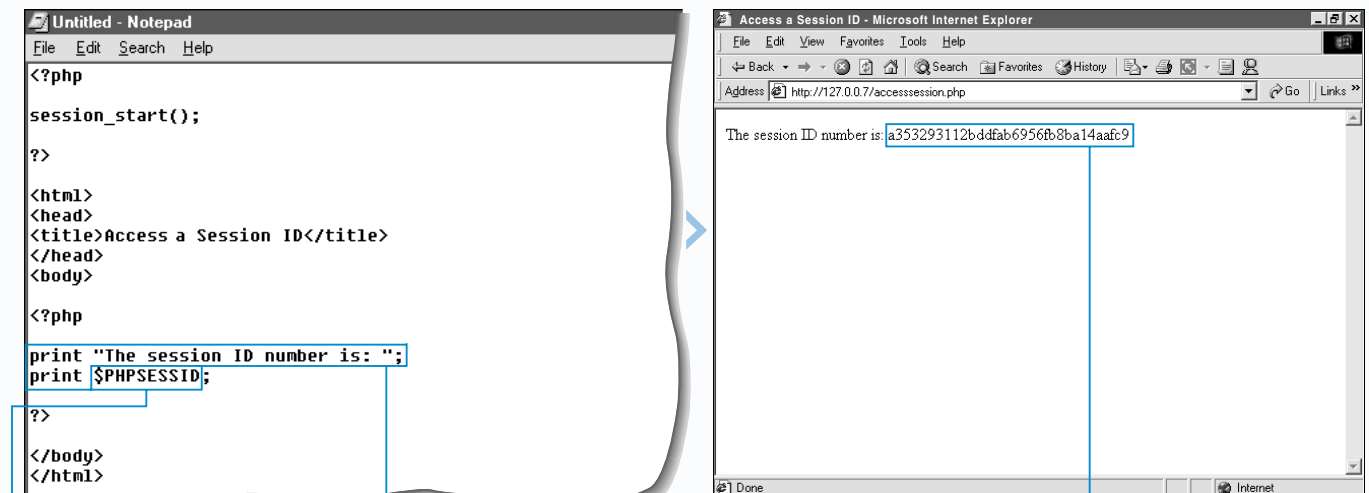 Untitled - Notepad
File Edit Search Help
<?php
session_start();
?>
<html>
<head>
<title>Access a Session ID</title>
</head>
<body>
<?php
print "The session ID number is: ";
print $PHPSESSID;
?>
</body>
</html>
Access a Session ID - Microsoft Internet Explorer
File Edit View Favorites Tools Help
Back Search Favorites History
Address http://127.0.0.7/accesssession.php Go Links »
The session ID number is: a353293112bddfab6956fb8ba14aafc9
Done Internet